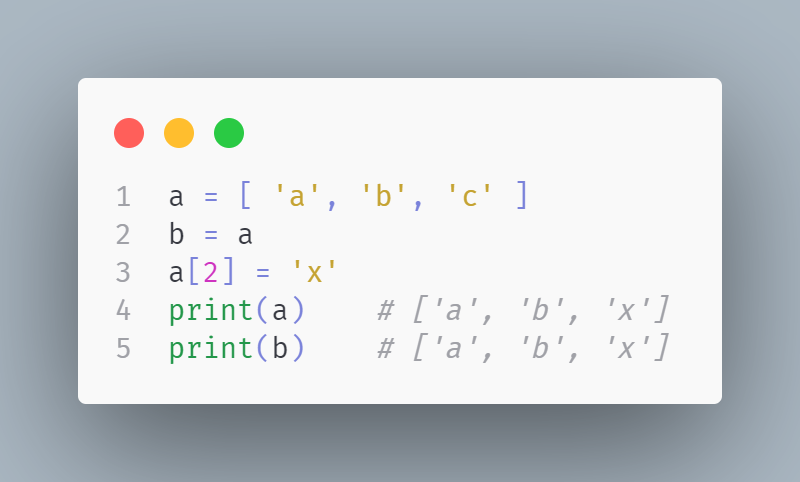 1 a = [ 'a', 'b', 'c' ]
2 b = a
3 a[2] = 'x'
4 print(a)    # ['a', 'b', 'x']
5 print(b)    # ['a', 'b', 'x']